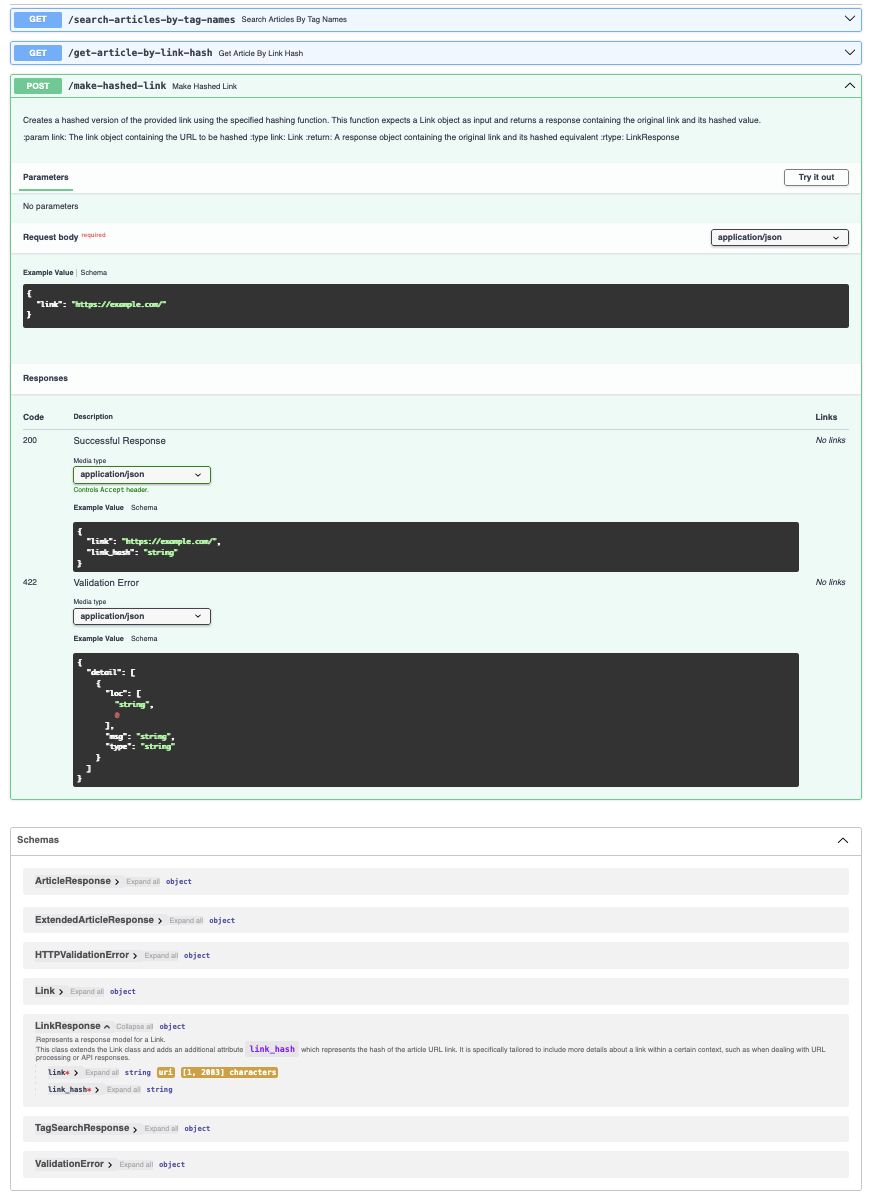 GET /search-articles-by-tag-names Search Articles By Tag Names
GET /get-article-by-link-hash Get Article By Link Hash
POST /make-hashed-link Make Hashed Link
Creates a hashed version of the provided link using the specified hashing function. This function expects a Link object as input and returns a response containing the original link and its hashed value.
:param link: The link object containing the URL to be hashed :type link: Link :return: A response object containing the original link and its hashed equivalent :rtype: LinkResponse
Parameters Try it out
No parameters
Request body required application/json
Example Value Schema
{
"link": "https://example.com/"
}
Responses
Code Description Links
200 Successful Response No links
Media type
application/json
Controls Accept header.
Example Value Schema
{
"link": "https://example.com/",
"link_hash": "string"
}
422 Validation Error No links
Media type
application/json
Example Value Schema
{
"detail": [
{
"loc": [
"string",
0
],
"msg": "string",
"type": "string"
}
]
}
Schemas
ArticleResponse Expand all object
ExtendedArticleResponse Expand all object
HTTPValidationError Expand all object
Link Expand all object
LinkResponse Collapse all object
Represents a response model for a Link.
This class extends the Link class and adds an additional attribute link_hash which represents the hash of the article URL link. It is specifically tailored to include more details about a link within a certain context, such as when dealing with URL
processing or API responses.
link* Expand all string uri [1, 2083] characters
link_hash* Expand all string
TagSearchResponse Expand all object
ValidationError Expand all object